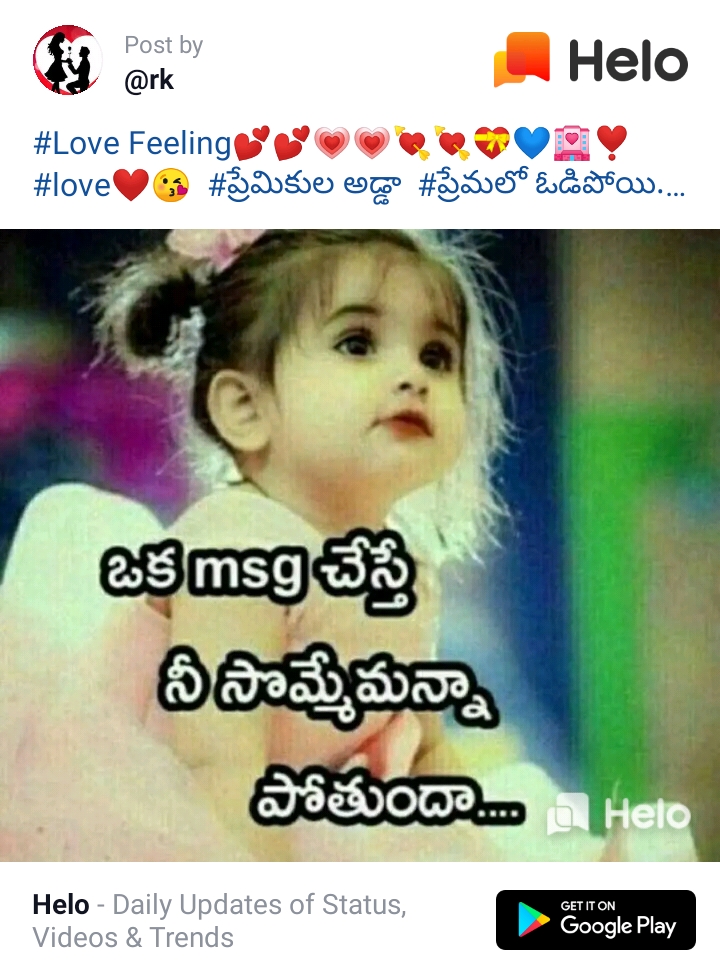 Post by
@rk
Helo
#Love Feeling💕💕💗💗💘💘💝💙🏩❣
#love❤😘 #ప్రేమికుల అడ్డా #ప్రేమలో ఓడిపోయి....
ఒక msg చేస్తే
నీ సొమ్మేమన్నా
పోతుందా....
Helo
Helo - Daily Updates of Status,
Videos & Trends
GET IT ON
Google Play